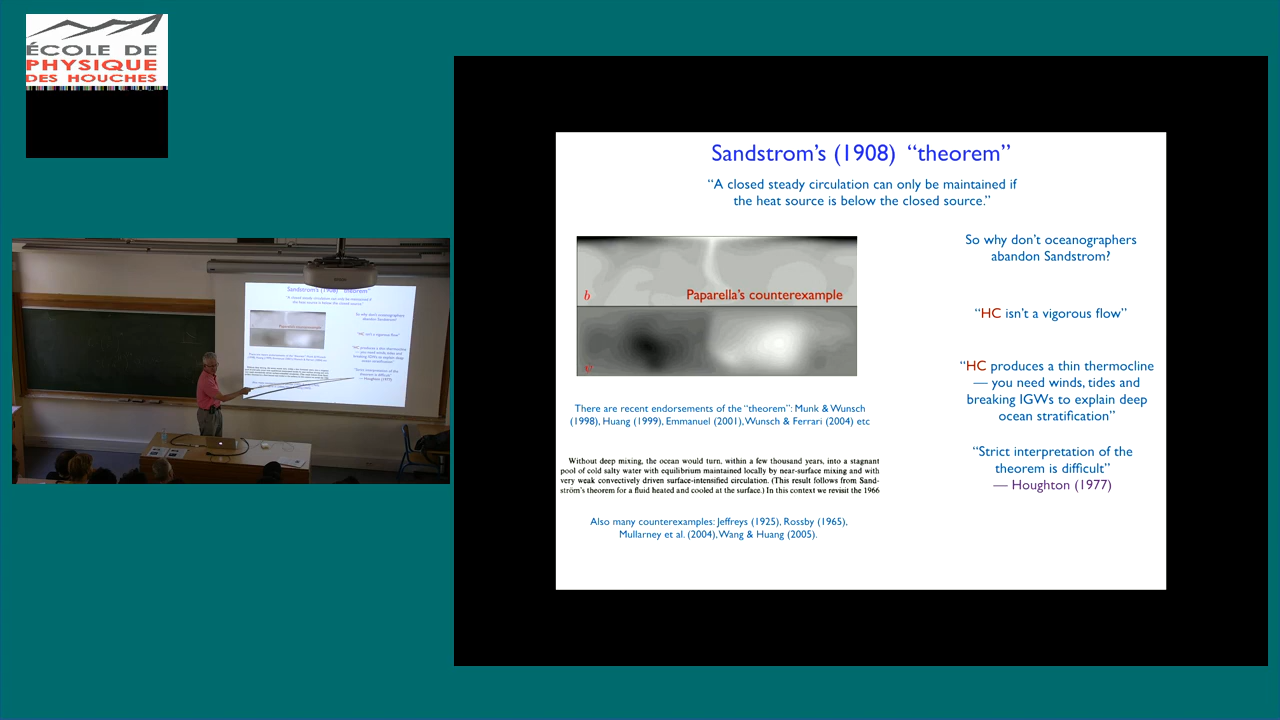 ÉCOLE DE
PHYSIQUE
DES HOUCHES
Sandstrom's (1908) "theorem"
"A closed steady circulation can only be maintained if
the heat source is below the closed source."
b
Paparella's counterexample
There are recent endorsements of the "theorem": Munk & Wunsch
(1998), Huang (1999), Emmanuel (2001), Wunsch & Ferrari (2004) etc
Without deep mixing, the ocean would turn, within a few thousand years, into a stagnant
pool of cold salty water with equilibrium maintained locally by near-surface mixing and with
very weak convectively driven surface-intensified circulation. (This result follows from Sand-
ström's theorem for a fluid heated and cooled at the surface.) In this context we revisit the 1966
Also many counterexamples: Jeffreys (1925), Rossby (1965),
Mullarney et al. (2004), Wang & Huang (2005).
So why don't oceanographers
abandon Sandstrom?
"HC isn't a vigorous flow"
"HC produces a thin thermocline
— you need winds, tides and
breaking IGWs to explain deep
ocean stratification"
"Strict interpretation of the
theorem is difficult"
— Houghton (1977)